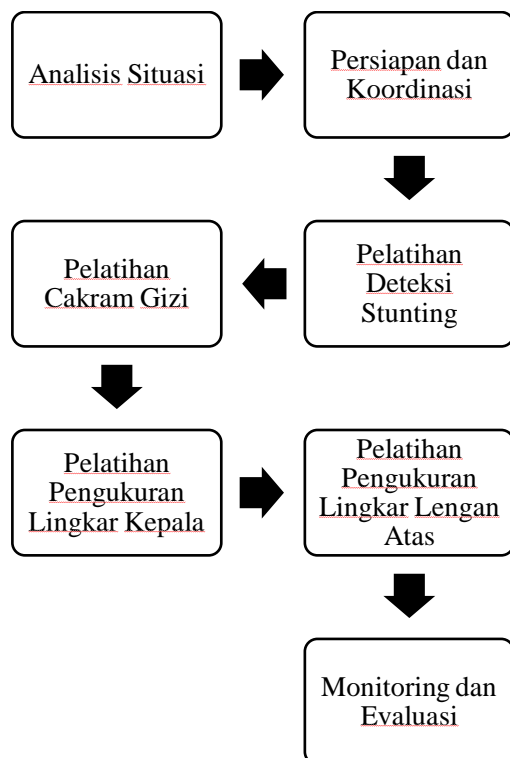 Analisis Situasi
Persiapan dan
Koordinasi
Pelatihan
Deteksi
Stunting
Pelatihan
Cakram Gizi
Pelatihan
Pengukuran
Lingkar Kepala
Pelatihan
Pengukuran
Lingkar Lengan
Atas
Monitoring dan
Evaluasi